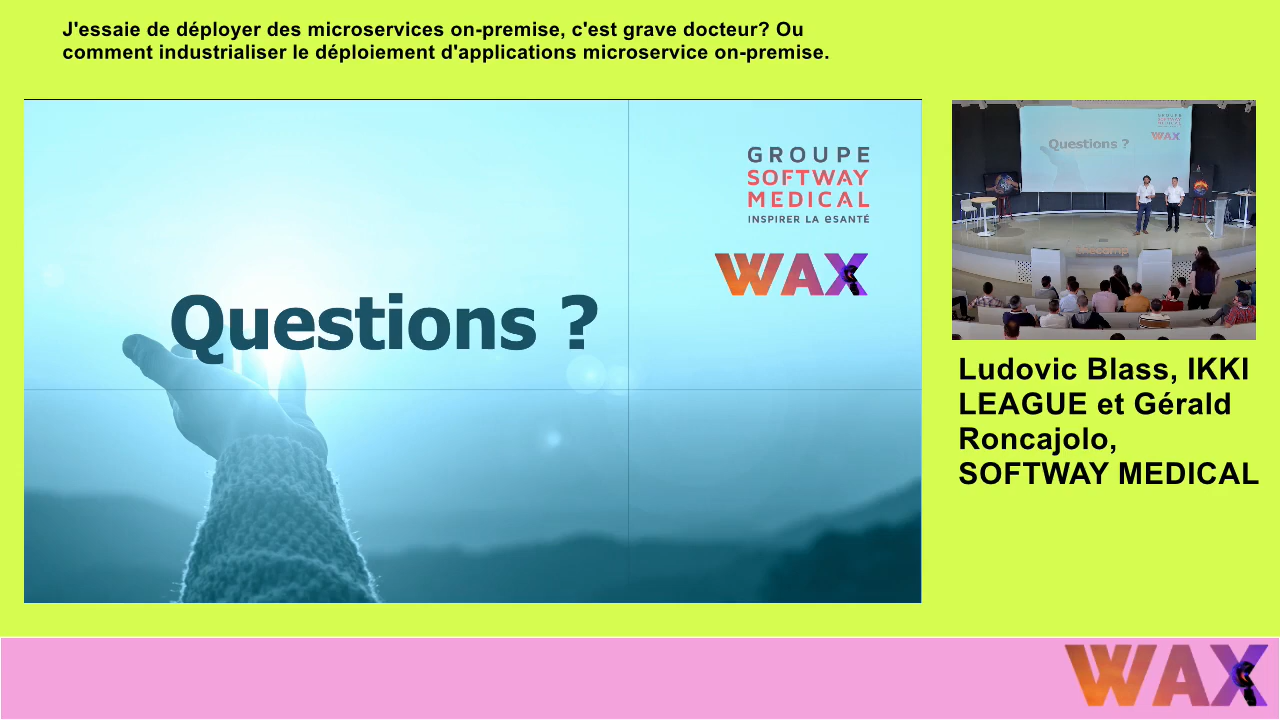 J'essaie de déployer des microservices on-premise, c'est grave docteur? Ou
comment industrialiser le déploiement d'applications microservice on-premise.
GROUPE
SOFTWAY
MEDICAL
INSPIRER LA eSANTÉ
WAX
Questions ?
Questions ?
WAX
Ludovic Blass, IKKI
LEAGUE et Gérald
Roncajolo,
SOFTWAY MEDICAL
WAX